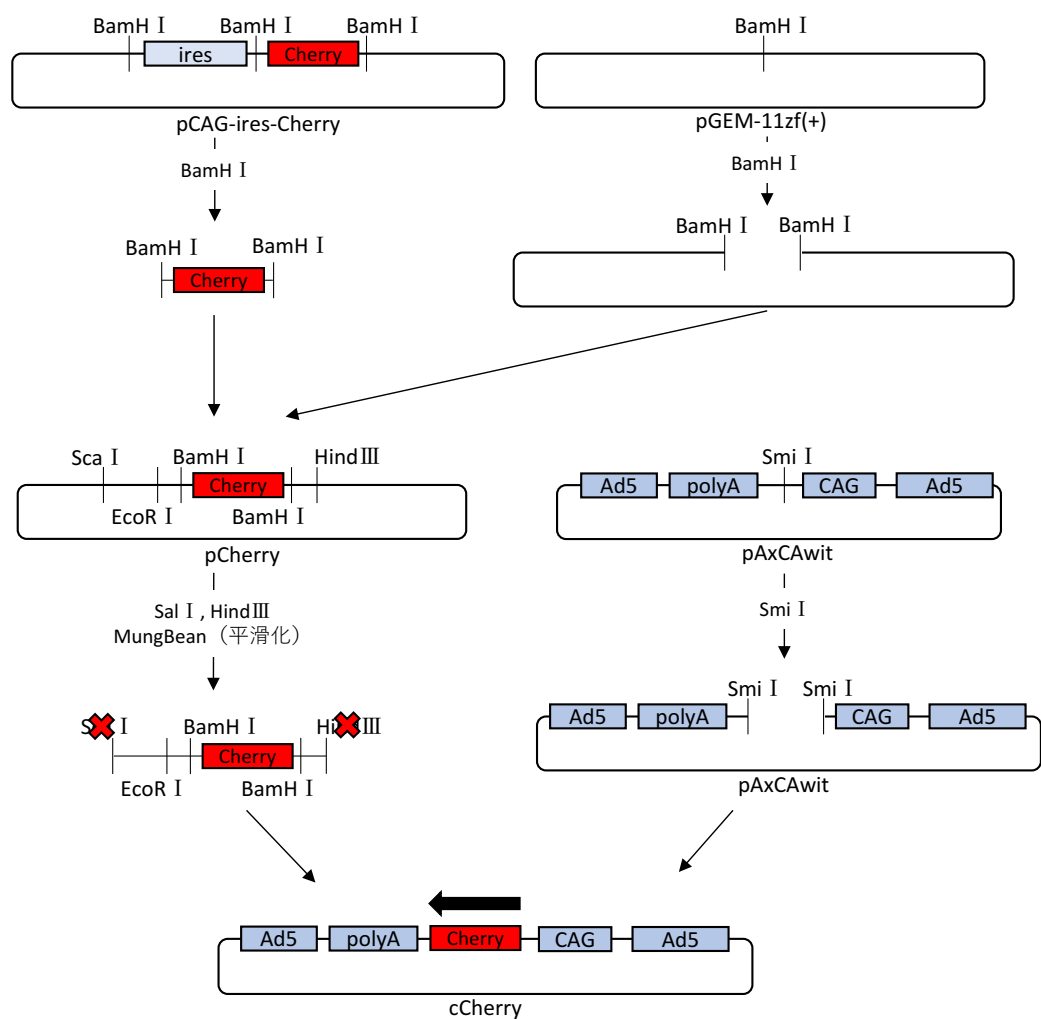 BamH Ⅰ BamH Ⅰ BamH Ⅰ
ires Cherry
pCAG-ires-Cherry
BamH Ⅰ
BamH Ⅰ BamH Ⅰ
Cherry
BamH Ⅰ
pGEM-11zf(+)
BamH Ⅰ
BamH Ⅰ BamH Ⅰ
Sca Ⅰ BamH Ⅰ HindⅢ
Cherry
EcoR Ⅰ BamH Ⅰ
pCherry
Sal Ⅰ , HindⅢ
MungBean（平滑化）
Smi Ⅰ
Ad5 polyA CAG Ad5
pAxCAwit
Smi Ⅰ
BamH Ⅰ
Cherry
EcoR Ⅰ BamH Ⅰ
Smi Ⅰ Smi Ⅰ
Ad5 polyA CAG Ad5
pAxCAwit
Ad5 polyA Cherry CAG Ad5
cCherry